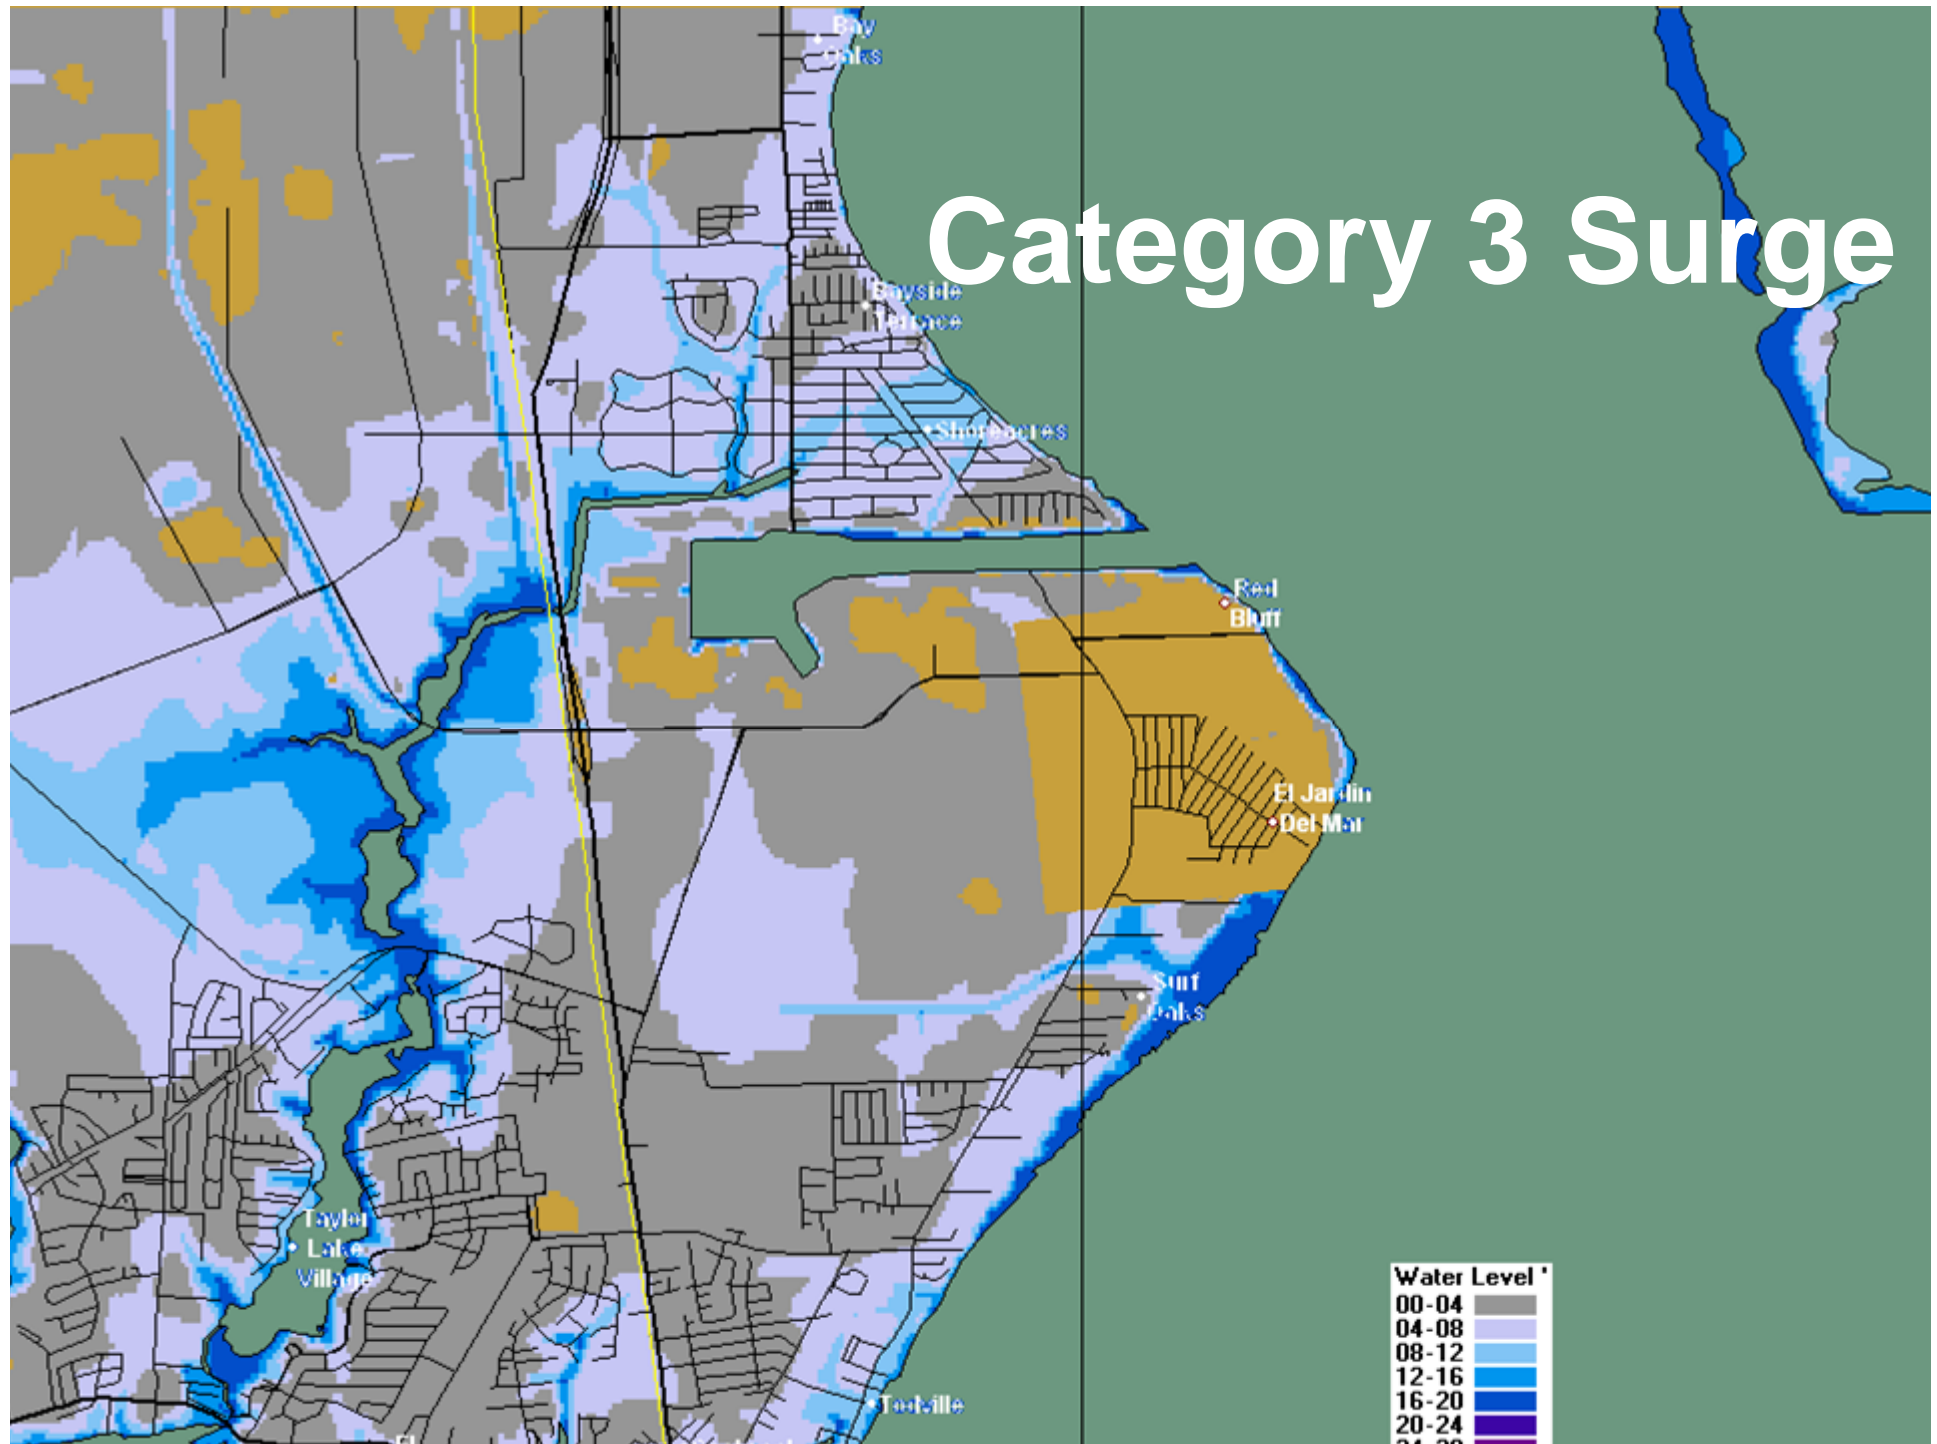 Bay
Oaks
Category 3 Surge
Bayside
Terrace
Shoreacres
Red
Bluff
El Jardin
Del Mar
Surf
Oaks
Taylor
Lake
Village
Todville
El
Water Level '
00-04
04-08
08-12
12-16
16-20
20-24